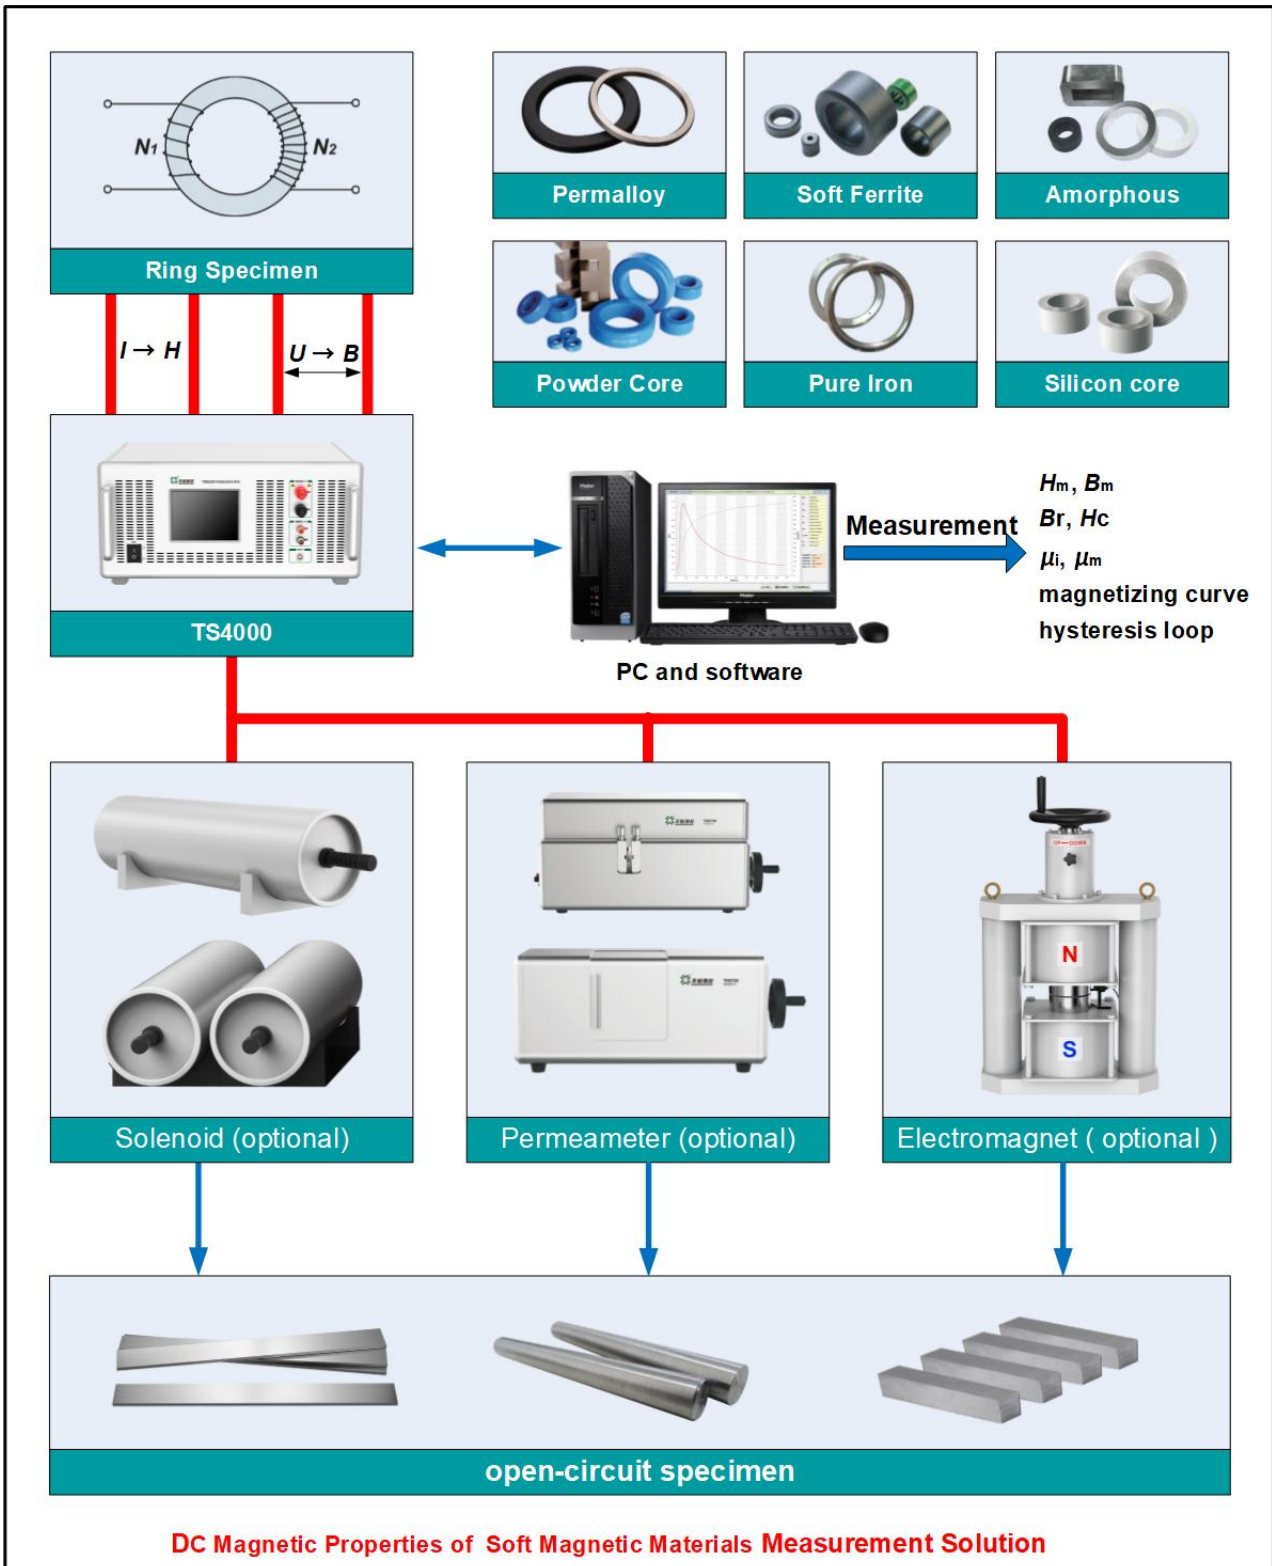 N1
N2
Ring Specimen
Permalloy
Soft Ferrite
Amorphous
Powder Core
Pure Iron
Silicon core
I → H
U → B
TS4000
PC and software
Measurement
Hm, Bm
Br, Hc
μi, μm
magnetizing curve
hysteresis loop
N
S
Solenoid (optional)
Permeameter (optional)
Electromagnet ( optional )
open-circuit specimen
DC Magnetic Properties of Soft Magnetic Materials Measurement Solution